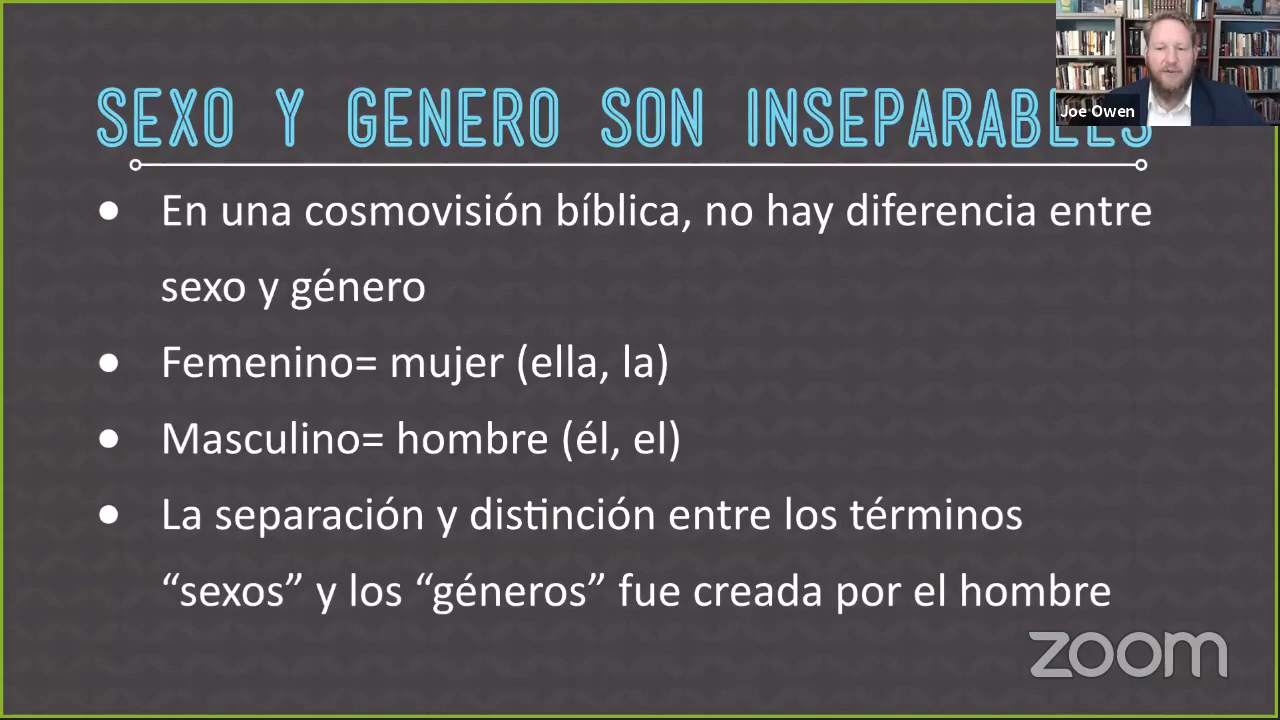 SEXO Y GENERO SON INSEPARABLES
Joe Owen
• En una cosmovisión bíblica, no hay diferencia entre
sexo y género
• Femenino= mujer (ella, la)
• Masculino= hombre (él, el)
• La separación y distinción entre los términos
“sexos” y los “géneros” fue creada por el hombre
zoom